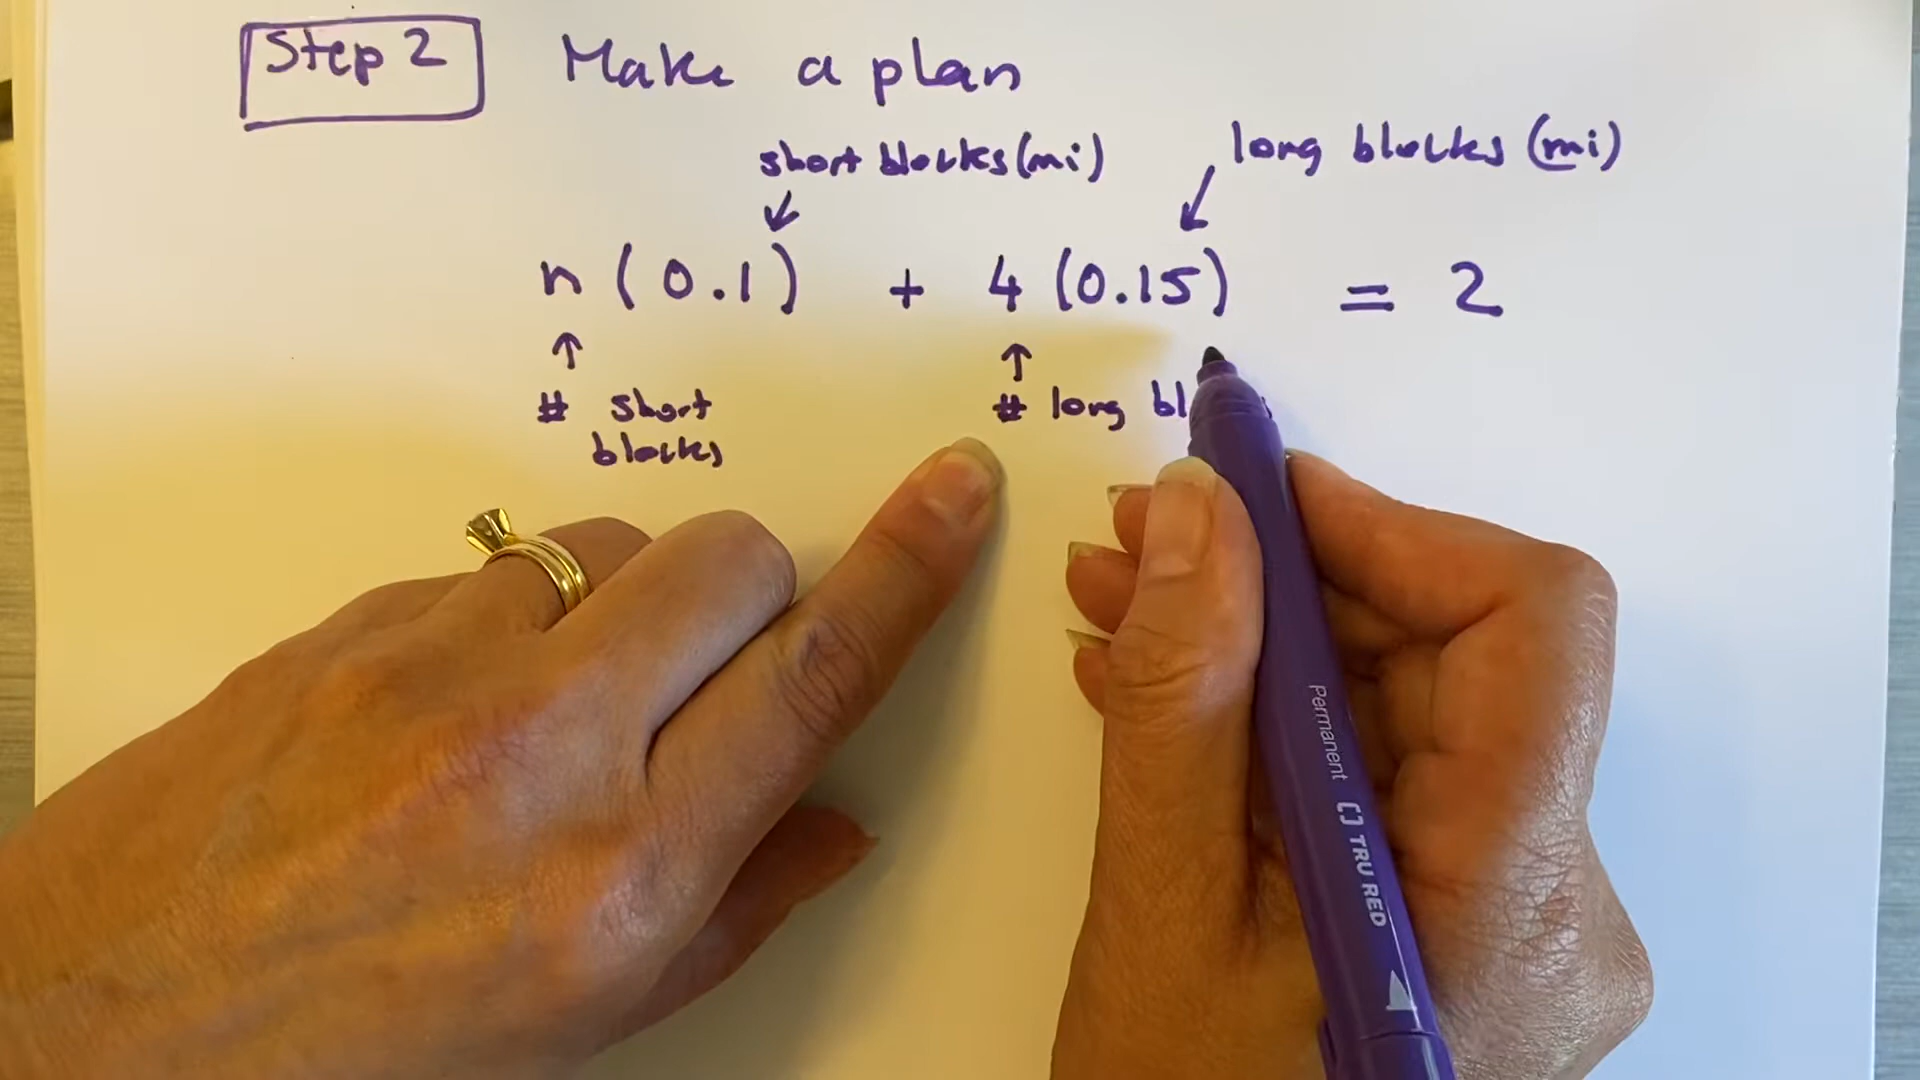 Step 2 Make a plan
short blocks (mi) long blocks (mi)
n (0.1) + 4 (0.15) = 2
# short
blocks
# long
Permanent TRU RED